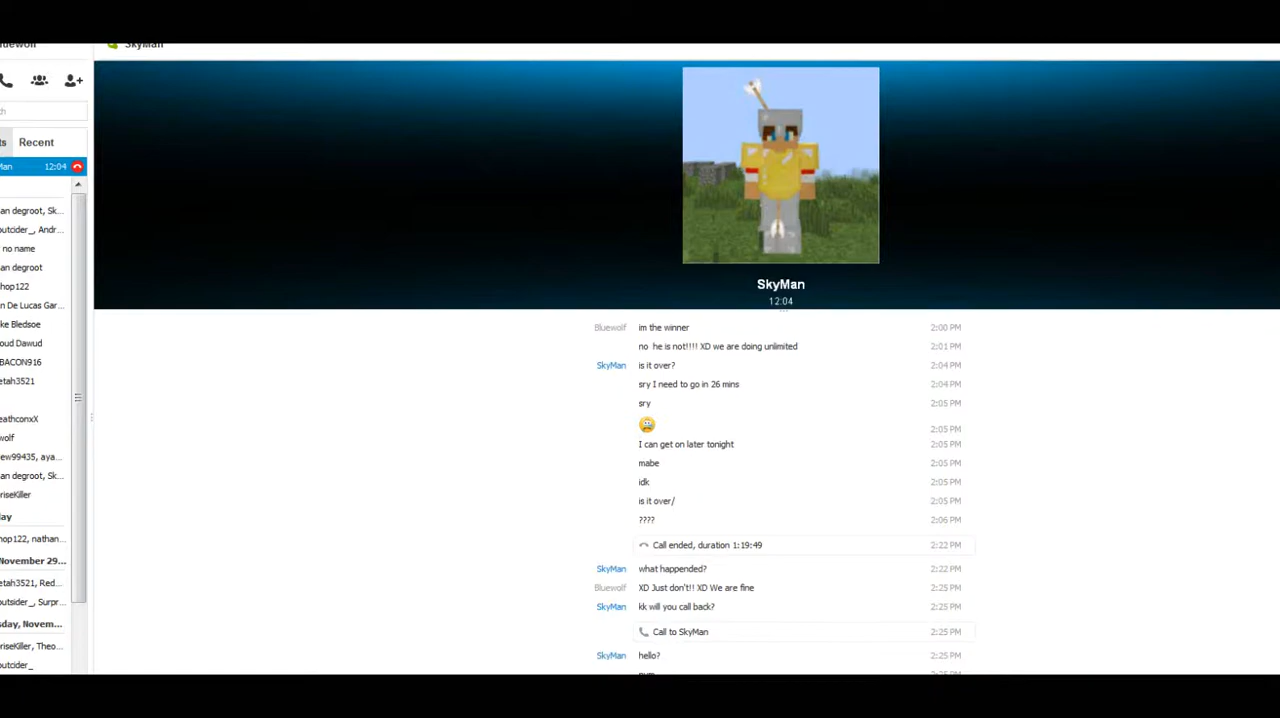 SkyMan
Recent
12:04
an degroot, Sk...
outcider_, Andr...
no name
an degroot
hop122
n De Lucas Gar...
ke Bledsoe
oud Dawud
BACON916
etah3521
eathconxX
wolf
ew99435, aya...
an degroot, Sk...
riseKiller
hop122, nathan...
November 29...
etah3521, Red...
outsider_, Surpr...
sday, Novem...
riseKiller, Theo...
outcider_
SkyMan
12:04
Bluewolf im the winner 2:00 PM
no he is not!!!! XD we are doing unlimited 2:01 PM
SkyMan is it over? 2:04 PM
sry I need to go in 26 mins 2:04 PM
sry 2:05 PM
2:05 PM
I can get on later tonight 2:05 PM
mabe 2:05 PM
idk 2:05 PM
is it over/ 2:05 PM
???? 2:06 PM
Call ended, duration 1:19:49 2:22 PM
SkyMan what happended? 2:22 PM
Bluewolf XD Just don't!! XD We are fine 2:25 PM
SkyMan kk will you call back? 2:25 PM
Call to SkyMan 2:25 PM
SkyMan hello? 2:25 PM